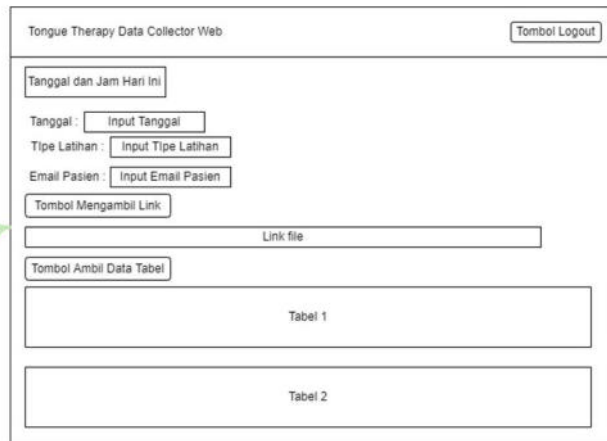 Tongue Therapy Data Collector Web
Tombol Logout
Tanggal dan Jam Hari Ini
Tanggal : Input Tanggal
TIpe Latihan : Input TIpe Latihan
Email Pasien : Input Email Pasien
Tombol Mengambil Link
Link file
Tombol Ambil Data Tabel
Tabel 1
Tabel 2